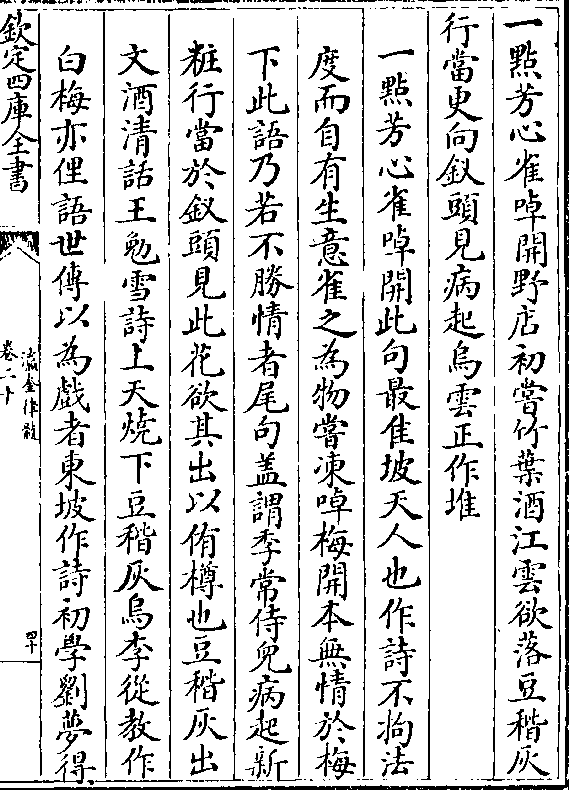 一點芳心雀啅開野店初嘗竹葉酒江雲欲落豆稭灰
行當更向釵頭見病起烏雲正作堆
一點芳心雀啅開此句最佳坡天人也作詩不拘法
度而自有生意雀之為物嘗凍啅梅開本無情於梅
下此語乃若不勝情者尾句盖謂季常侍兒病起新
粧行當於釵頭見此花欲其出以侑樽也豆稭灰出
文酒清話王勉雪詩上天燒下豆稭灰烏李從教作
白梅亦俚語世傳以為戲者東坡作詩初學劉夢得
欽定四庫全書
瀛奎律髓
卷二十
四十